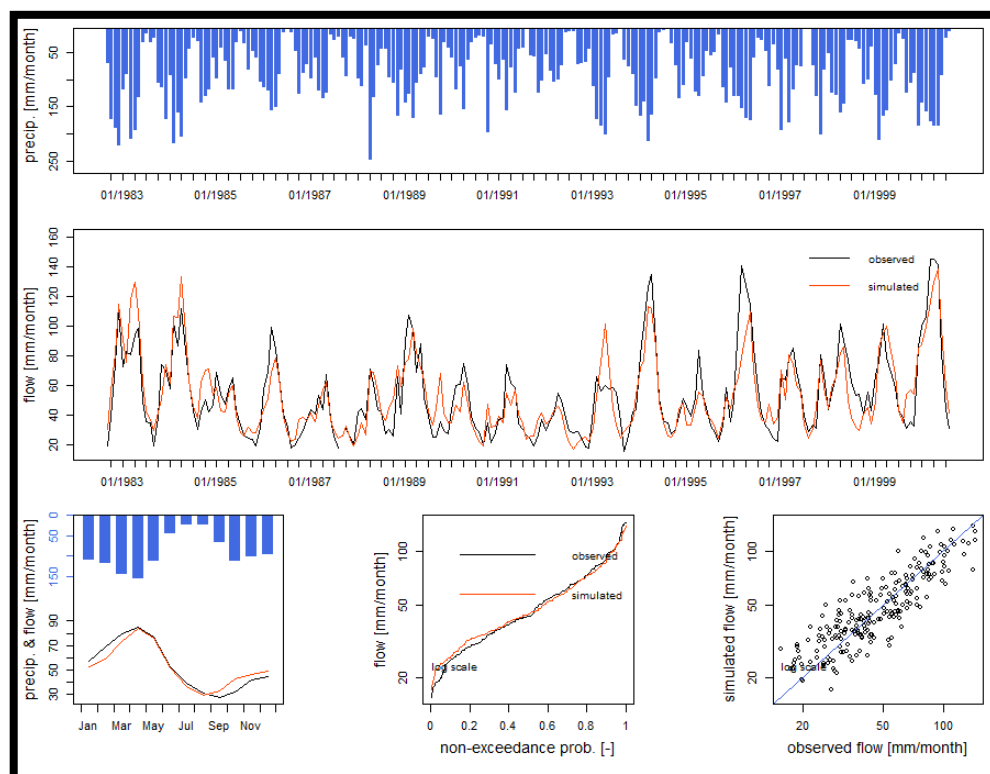 precip. [mm/month]
50
150
250
01/1983 01/1985 01/1987 01/1989 01/1991 01/1993 01/1995 01/1997 01/1999
flow [mm/month]
160
140
120
100
80
60
40
20
observed
simulated
01/1983 01/1985 01/1987 01/1989 01/1991 01/1993 01/1995 01/1997 01/1999
precip. & flow [mm/month]
0
50
150
90
70
50
30
Jan Mar May Jul Sep Nov
flow [mm/month]
100
50
20
observed
simulated
log scale
0 0.2 0.4 0.6 0.8 1
non-exceedance prob. [-]
simulated flow [mm/month]
100
50
20
log scale
20 50 100
observed flow [mm/month]